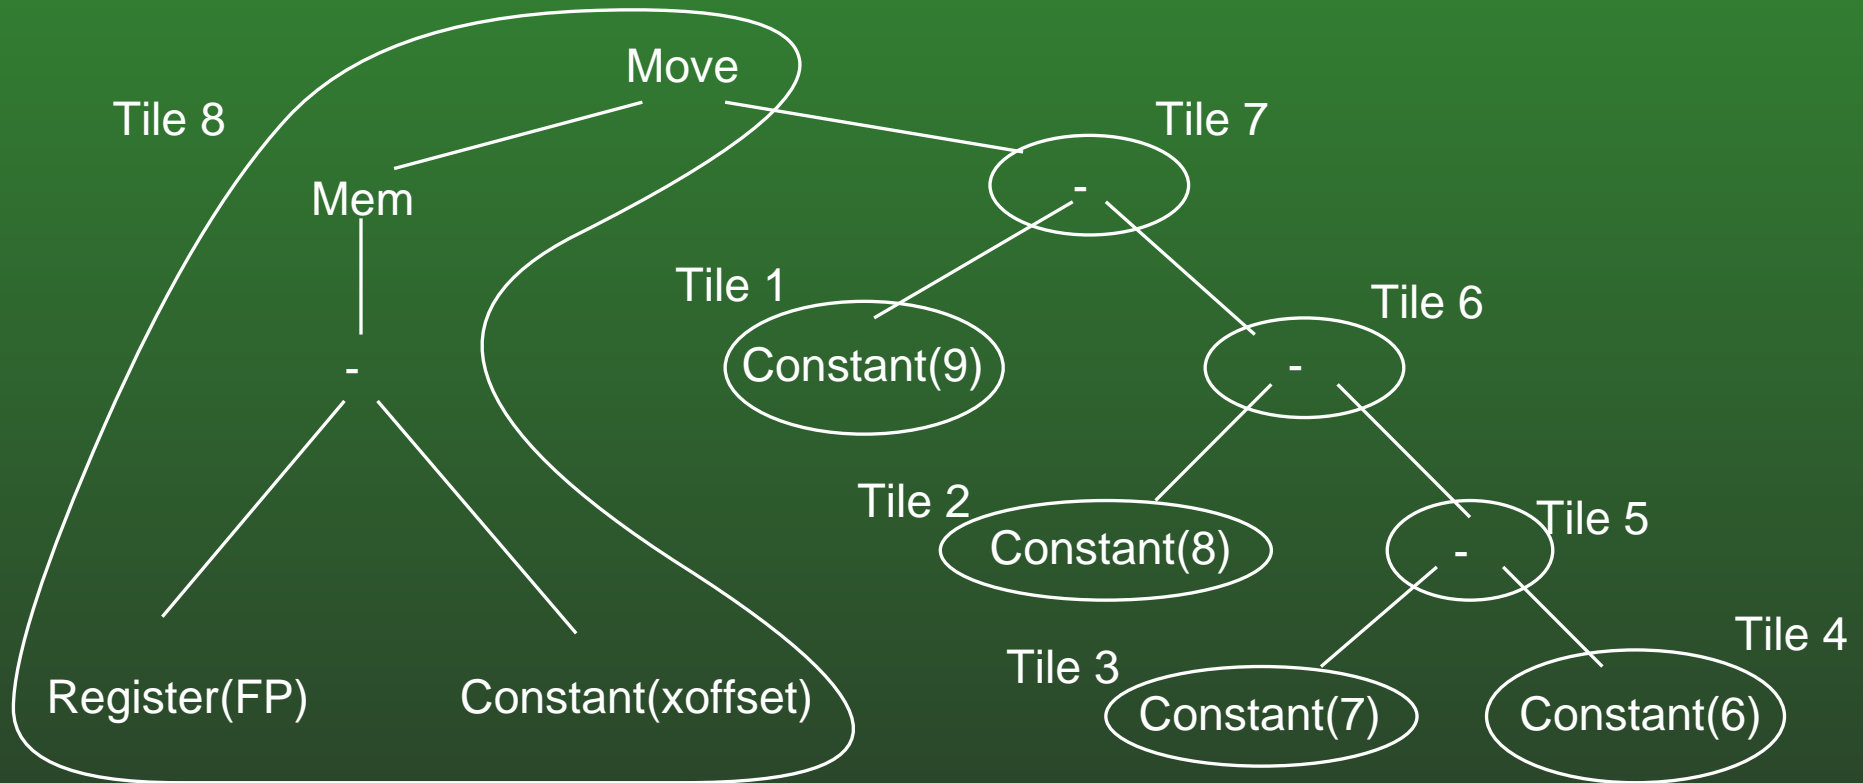 Move
Tile 8
Tile 7
Mem
-
Tile 1
Tile 6
-
Constant(9)
-
Tile 2
Tile 5
Constant(8)
-
Tile 4
Tile 3
Register(FP)
Constant(xoffset)
Constant(7)
Constant(6)